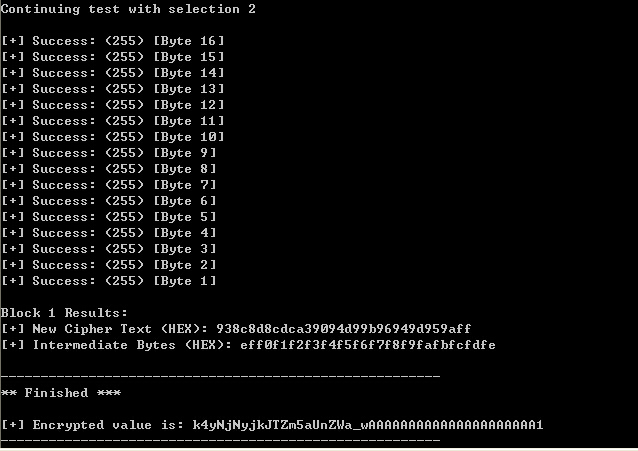 Continuing test with selection 2
[+] Success: (255) [Byte 16]
[+] Success: (255) [Byte 15]
[+] Success: (255) [Byte 14]
[+] Success: (255) [Byte 13]
[+] Success: (255) [Byte 12]
[+] Success: (255) [Byte 11]
[+] Success: (255) [Byte 10]
[+] Success: (255) [Byte 9]
[+] Success: (255) [Byte 8]
[+] Success: (255) [Byte 7]
[+] Success: (255) [Byte 6]
[+] Success: (255) [Byte 5]
[+] Success: (255) [Byte 4]
[+] Success: (255) [Byte 3]
[+] Success: (255) [Byte 2]
[+] Success: (255) [Byte 1]
Block 1 Results:
[+] New Cipher Text (HEX): 938c8d8cdca39094d99b96949d959aff
[+] Intermediate Bytes (HEX): eff0f1f2f3f4f5f6f7f8f9fafbfcfdfe
-------------------------------------------------------
** Finished ***
[+] Encrypted value is: k4yNjNyjkJTZm5aUnZWa_wAAAAAAAAAAAAAAAAAAAAA1
-------------------------------------------------------